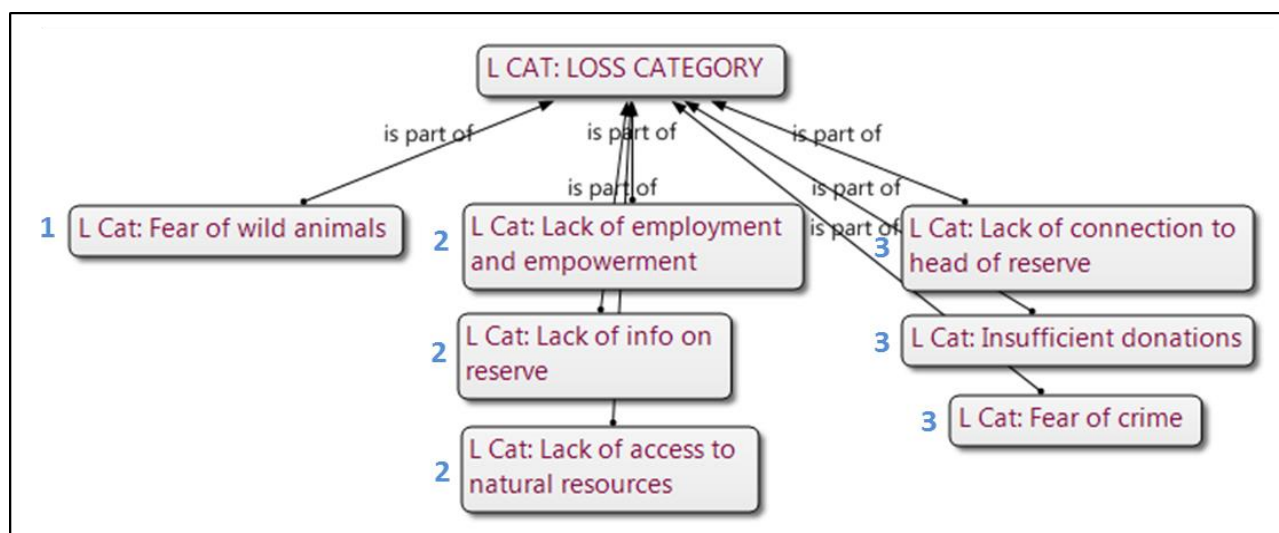 L CAT: LOSS CATEGORY
is part of
is part of
is part of
is part of
is part of
is part of
1
L Cat: Fear of wild animals
2
L Cat: Lack of employment
and empowerment
2
L Cat: Lack of info on
reserve
2
L Cat: Lack of access to
natural resources
3
L Cat: Lack of connection to
head of reserve
3
L Cat: Insufficient donations
3
L Cat: Fear of crime